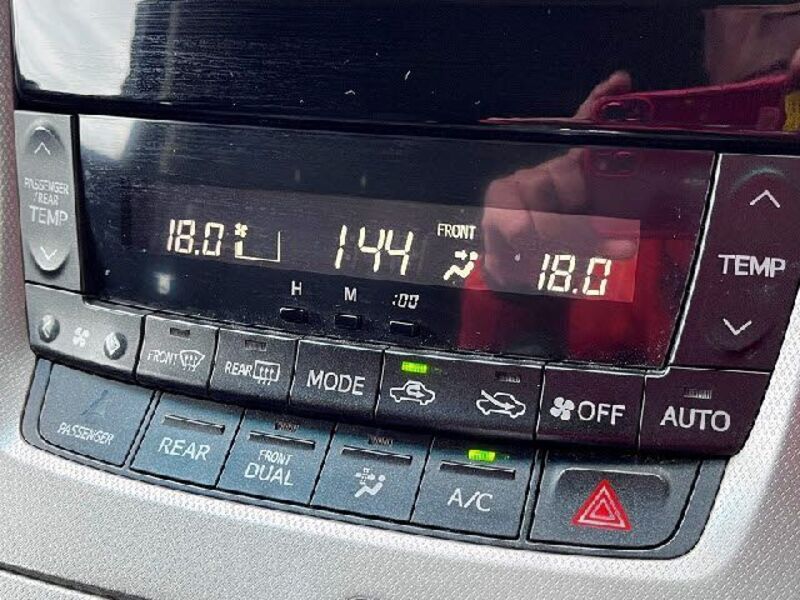 PASSENGER
/REAR
TEMP
18.0
1 44
FRONT
18.0
TEMP
H
M
:00
FRONT
REAR
MODE
OFF
AUTO
PASSENGER
REAR
FRONT
DUAL
A/C